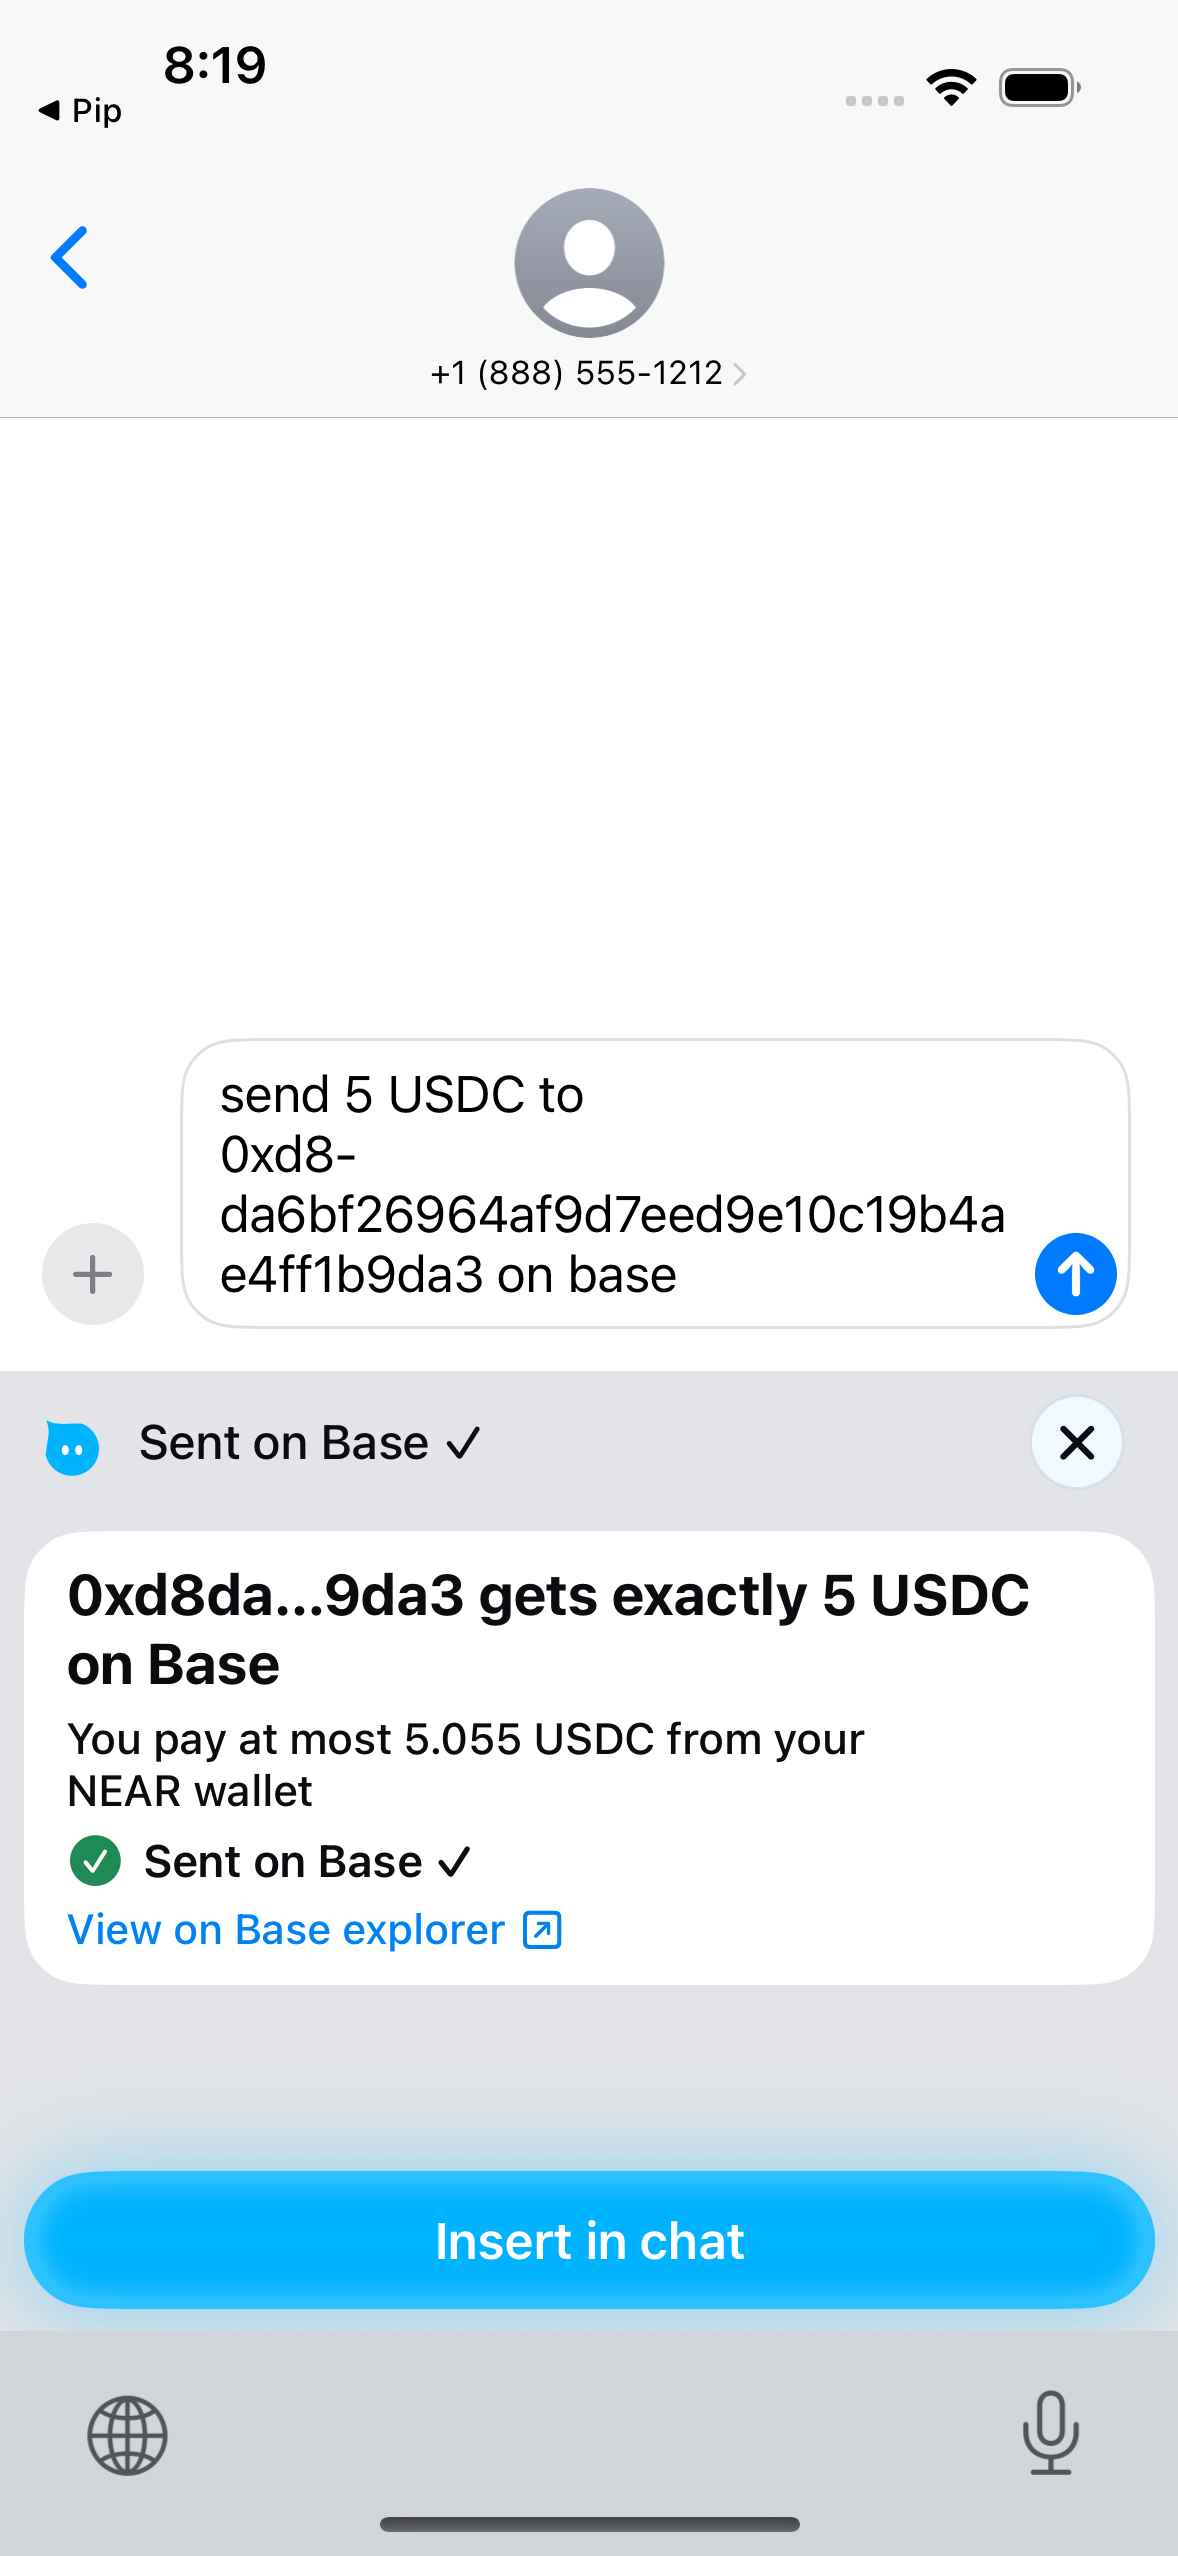 8:19
Pip
+1 (888) 555-1212
send 5 USDC to
0xd8-
da6bf26964af9d7eed9e10c19b4a
e4ff1b9da3 on base
Sent on Base ✓
0xd8da...9da3 gets exactly 5 USDC
on Base
You pay at most 5.055 USDC from your
NEAR wallet
Sent on Base ✓
View on Base explorer
Insert in chat